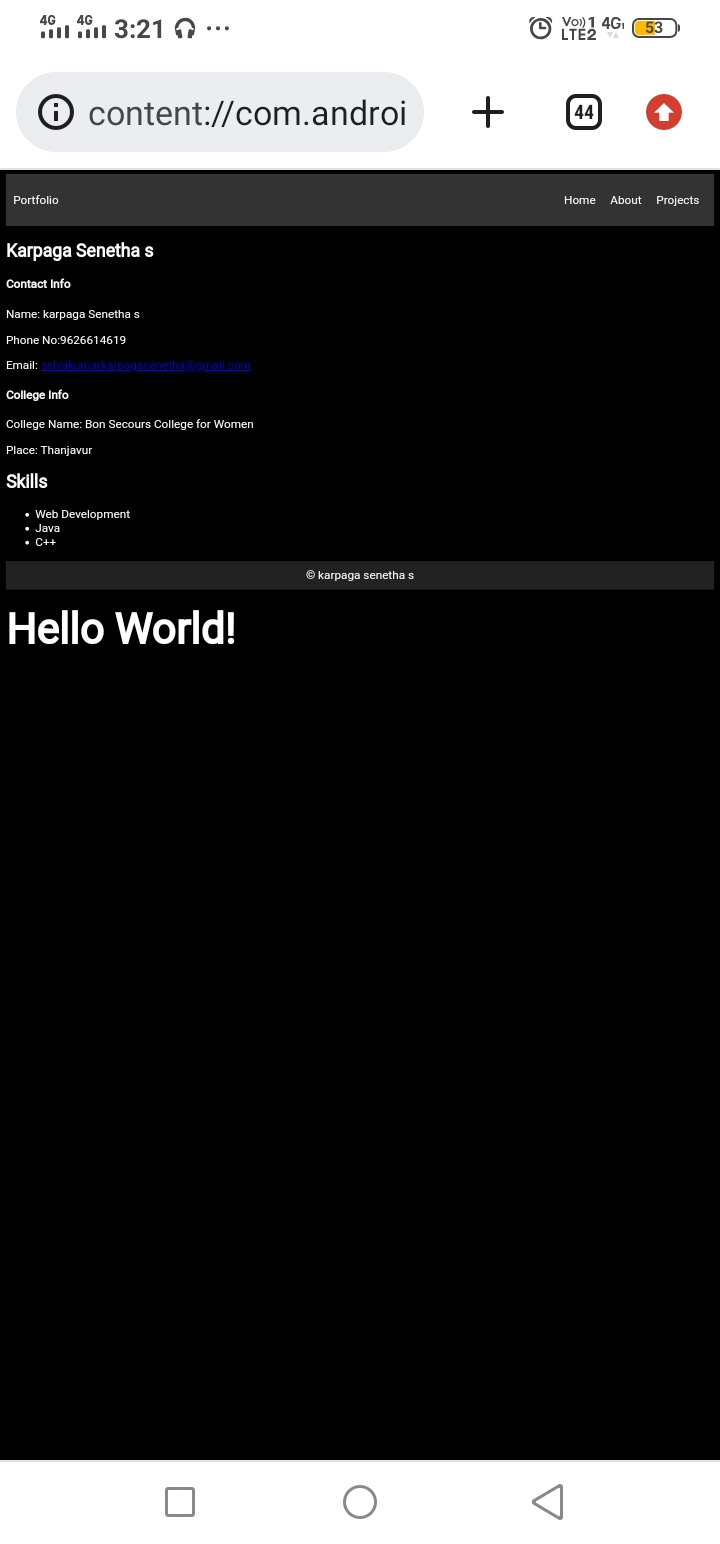 4G 4G 3:21 Vo 1 LTE2 4G1 53
content://com.androi 44
Portfolio Home About Projects
Karpaga Senetha s
Contact Info
Name: karpaga Senetha s
Phone No:9626614619
Email: selvakumarkarpagasenetha@gmail.com
College Info
College Name: Bon Secours College for Women
Place: Thanjavur
Skills
• Web Development
• Java
• C++
© karpaga senetha s
Hello World!